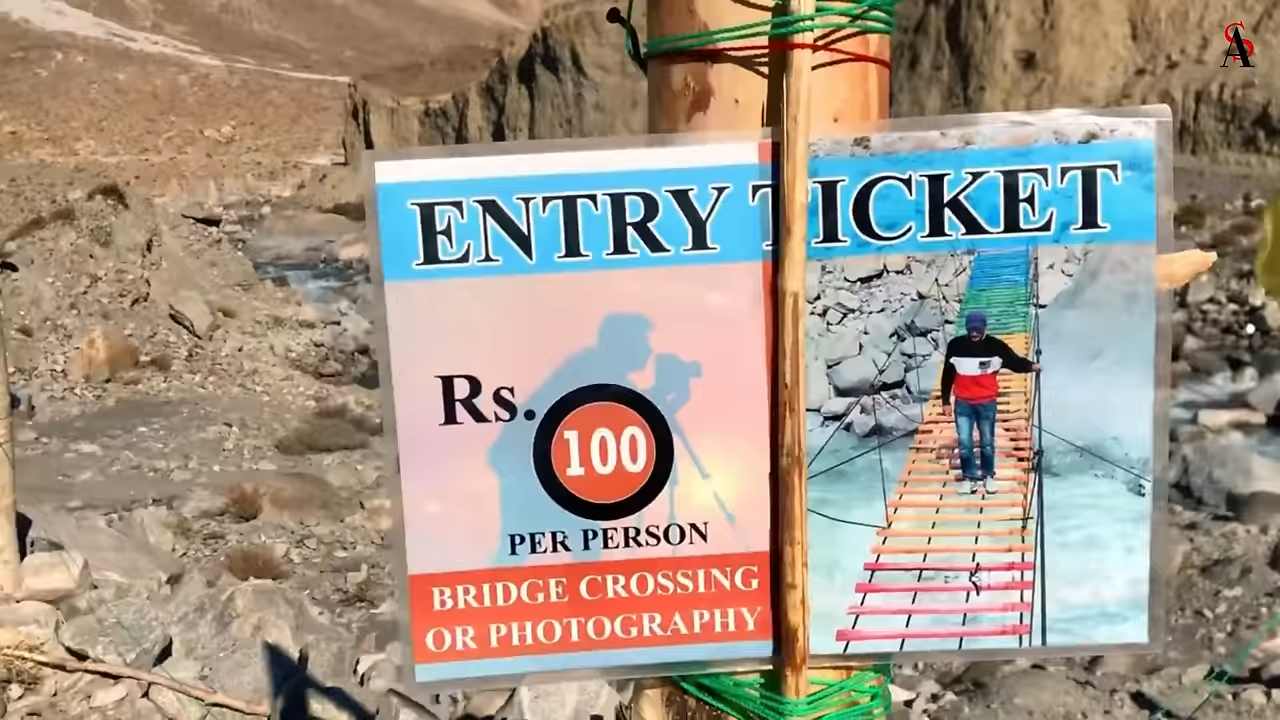 ENTRY TICKET
Rs. 100
PER PERSON
BRIDGE CROSSING
OR PHOTOGRAPHY